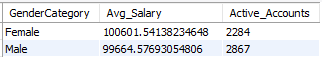 GenderCategory Avg_Salary Active_Accounts
Female 100601.54138234648 2284
Male 99664.57693054806 2867